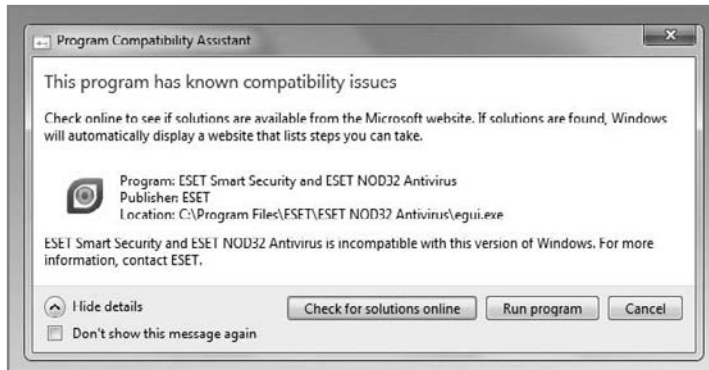 Program Compatibility Assistant
This program has known compatibility issues
Check online to see if solutions are available from the Microsoft website. If solutions are found, Windows
will automatically display a website that lists steps you can take.
Program: ESET Smart Security and ESET NOD32 Antivirus
Publisher: ESET
Location: C:\Program Files\ESET\ESET NOD32 Antivirus\egui.exe
ESET Smart Security and ESET NOD32 Antivirus is incompatible with this version of Windows. For more
information, contact ESET.
Hide details
Check for solutions online
Run program
Cancel
Don't show this message again